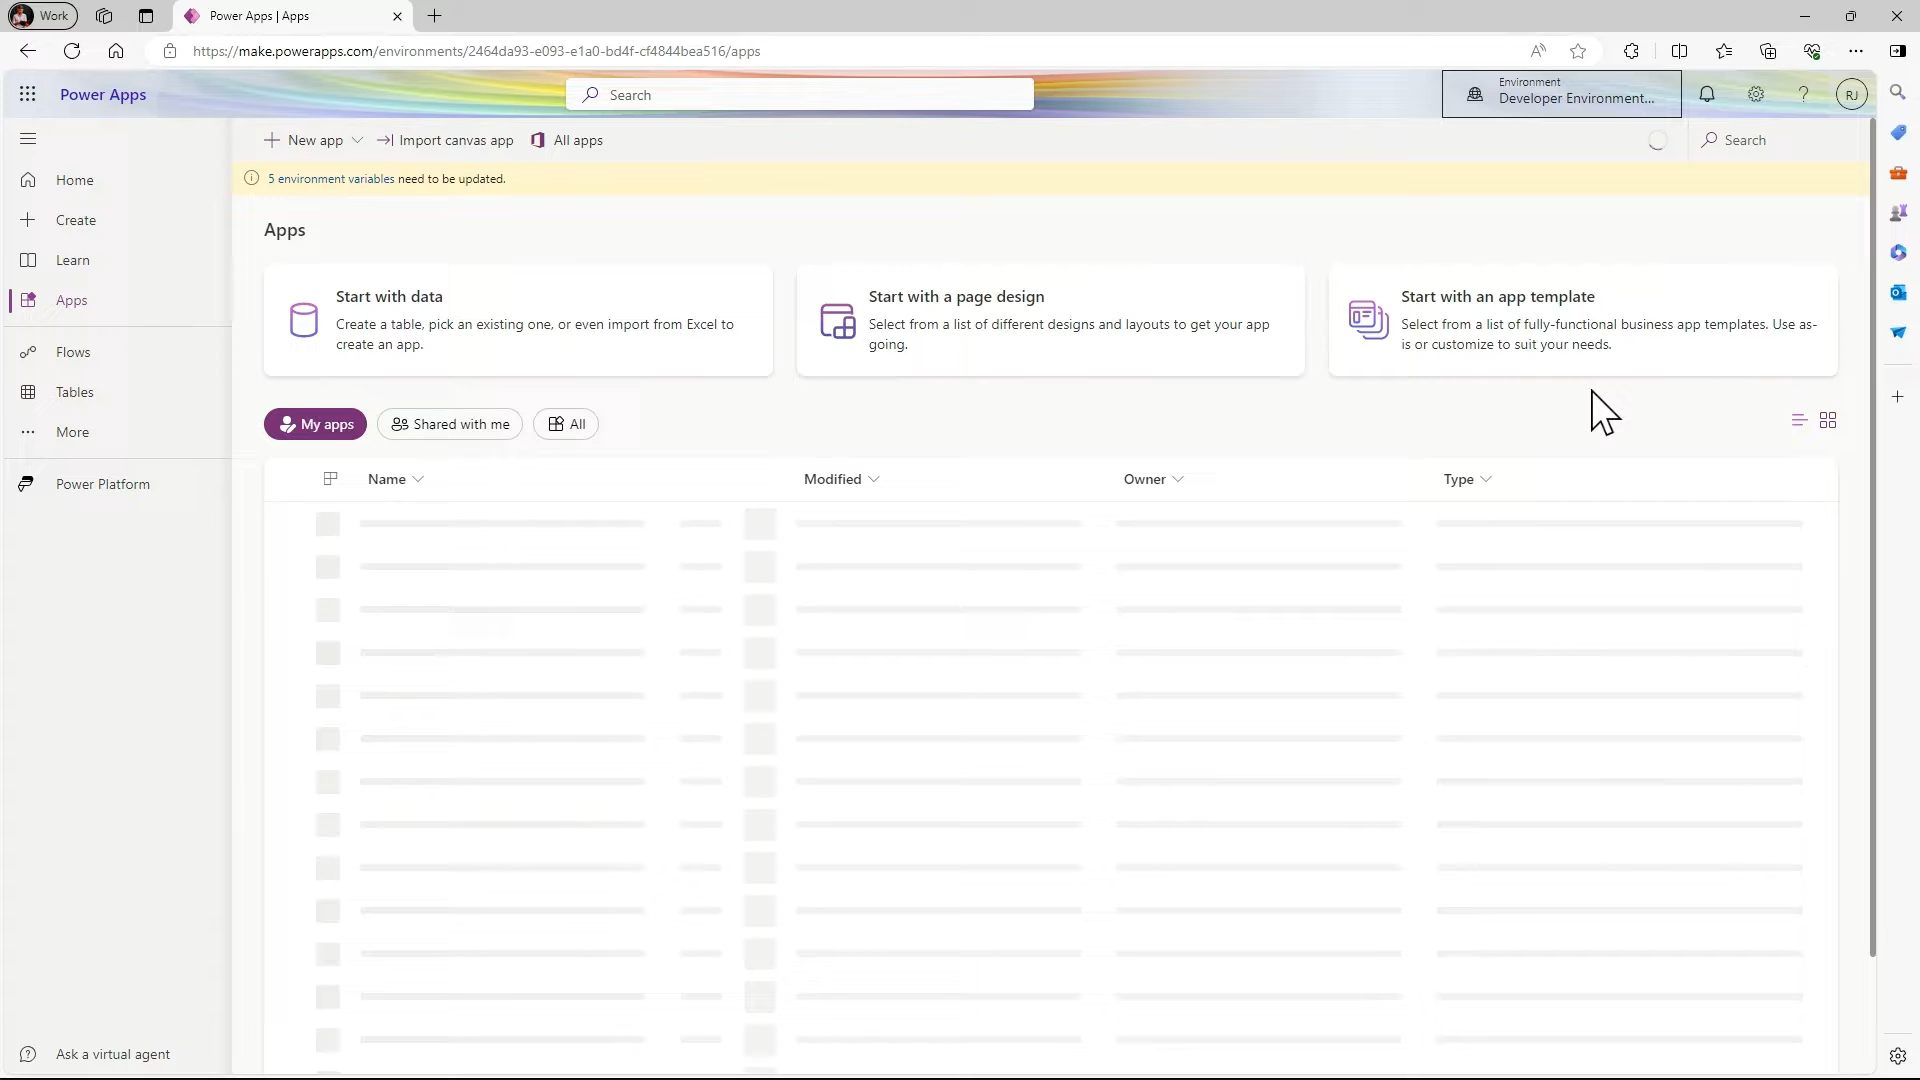 Work
Power Apps | Apps
https://make.powerapps.com/environments/2464da93-e093-e1a0-bd4f-cf4844bea516/apps
Power Apps
Search
Environment
Developer Environment...
RJ
New app
Import canvas app
All apps
Search
5 environment variables need to be updated.
Home
Create
Learn
Apps
Flows
Tables
More
Power Platform
Ask a virtual agent
Apps
Start with data
Create a table, pick an existing one, or even import from Excel to
create an app.
Start with a page design
Select from a list of different designs and layouts to get your app
going.
Start with an app template
Select from a list of fully-functional business app templates. Use as-
is or customize to suit your needs.
My apps
Shared with me
All
Name
Modified
Owner
Type